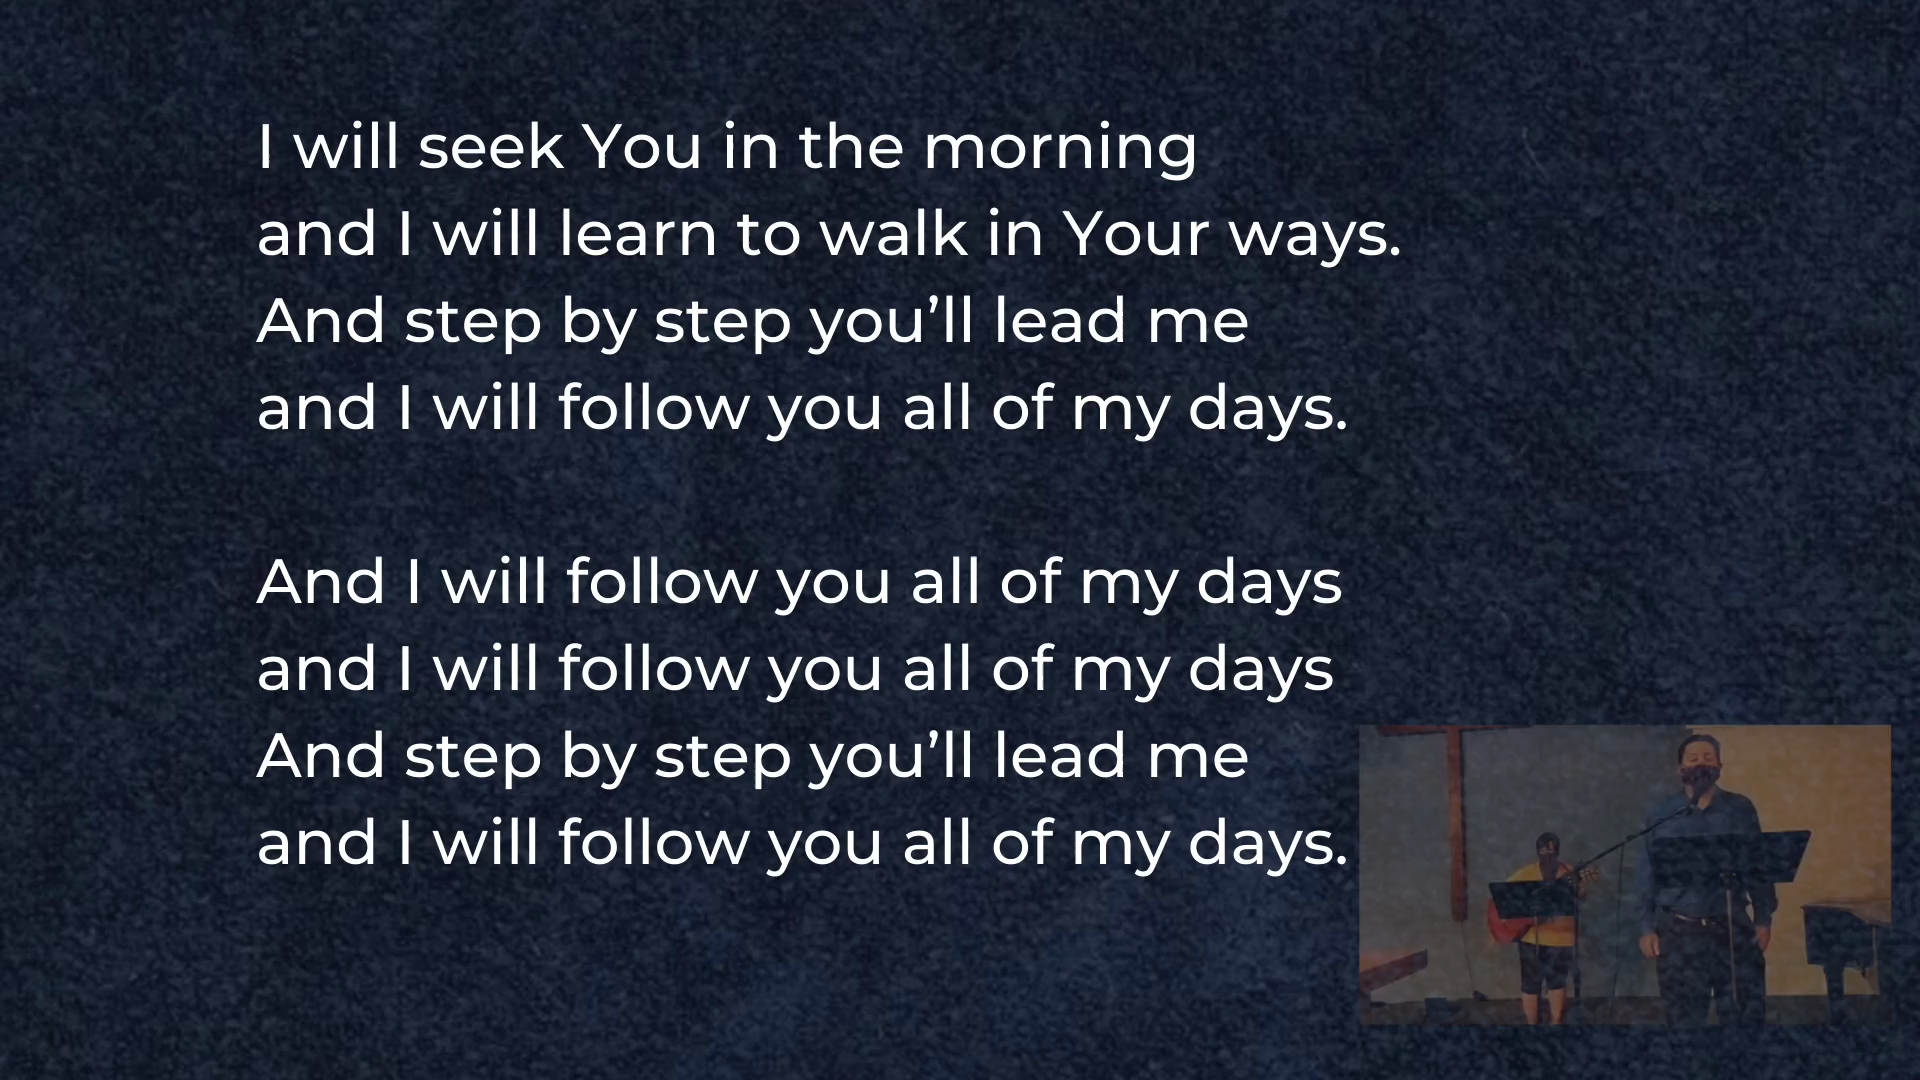 I will seek You in the morning
and I will learn to walk in Your ways.
And step by step you’ll lead me
and I will follow you all of my days.
And I will follow you all of my days
and I will follow you all of my days
And step by step you’ll lead me
and I will follow you all of my days.